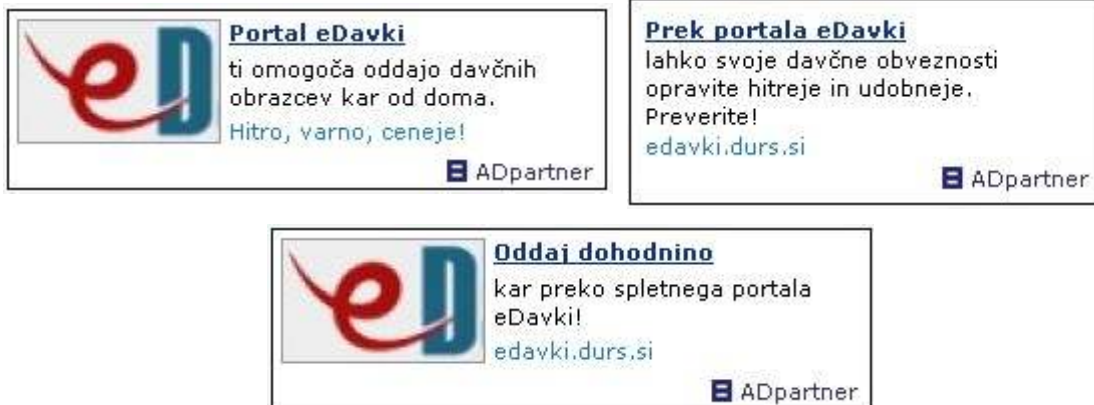 eD
Portal eDavki
ti omogoča oddajo davčnih
obrazcev kar od doma.
Hitro, varno, ceneje!
ADpartner
Prek portala eDavki
lahko svoje davčne obveznosti
opravite hitreje in udobneje.
Preverite!
edavki.durs.si
ADpartner
eD
Oddaj dohodnino
kar preko spletnega portala
eDavki!
edavki.durs.si
ADpartner